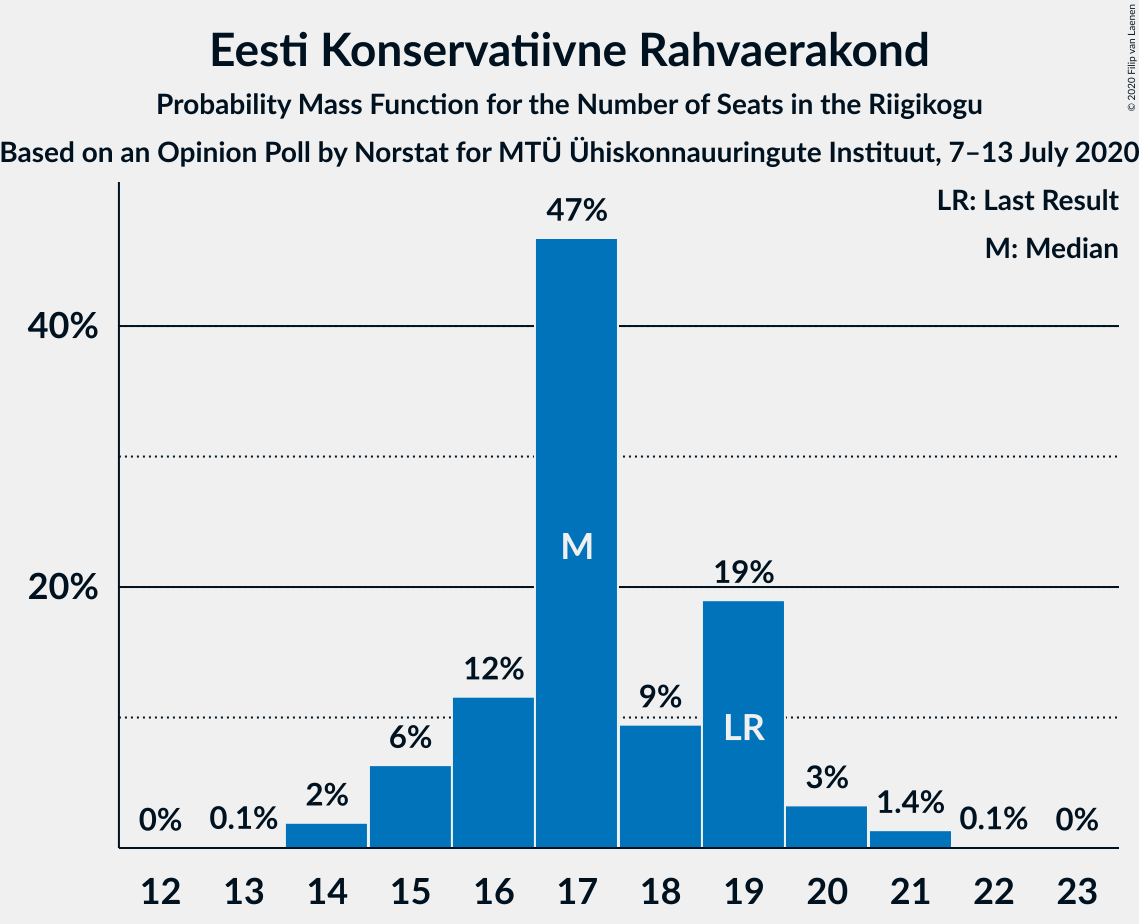 Eesti Konservatiivne Rahvaerakond
Probability Mass Function for the Number of Seats in the Riigikogu
Based on an Opinion Poll by Norstat for MTÜ Ühiskonnauuringute Instituut, 7–13 July 2020
© 2020 Filip van Laenen
LR: Last Result
M: Median
40%
20%
0%
0.1%
2%
6%
12%
47%
9%
19%
3%
1.4%
0.1%
0%
M
LR
12 13 14 15 16 17 18 19 20 21 22 23